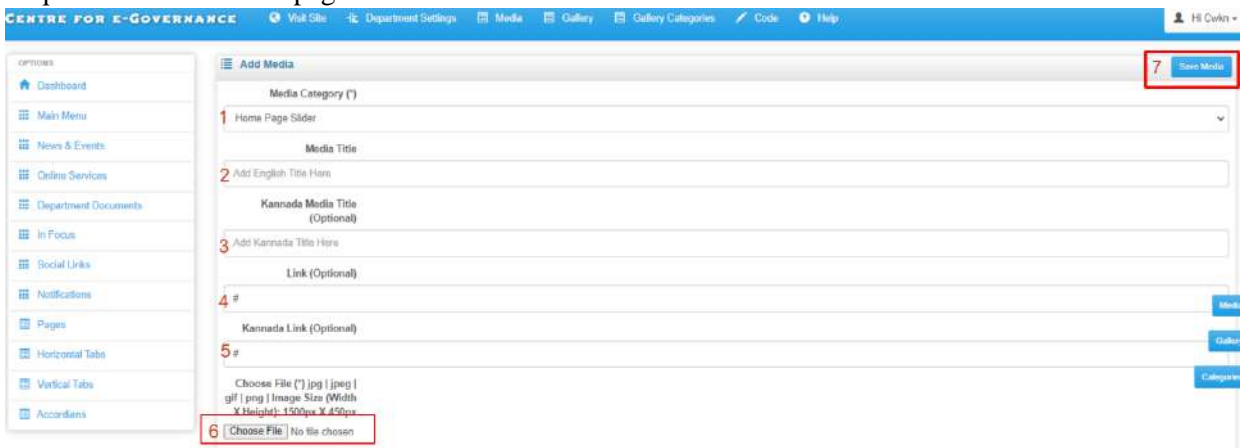 CENTRE FOR E-GOVERNANCE Visit Site Department Settings Media Gallery Gallery Categories Code Help Hi Cwkn
OPTIONS
Dashboard
Main Menu
News & Events
Online Services
Department Documents
In Focus
Social Links
Notifications
Pages
Horizontal Tabs
Vertical Tabs
Accordians
Add Media
7 Save Media
Media Category (*)
1 Home Page Slider
Media Title
2 Add English Title Here
Kannada Media Title
(Optional)
3 Add Kannada Title Here
Link (Optional)
4 #
Kannada Link (Optional)
5 #
Choose File (*) jpg | jpeg |
gif | png | Image Size (Width
X Height): 1500px X 450px
6 Choose File No file chosen
Media
Gallery
Categories